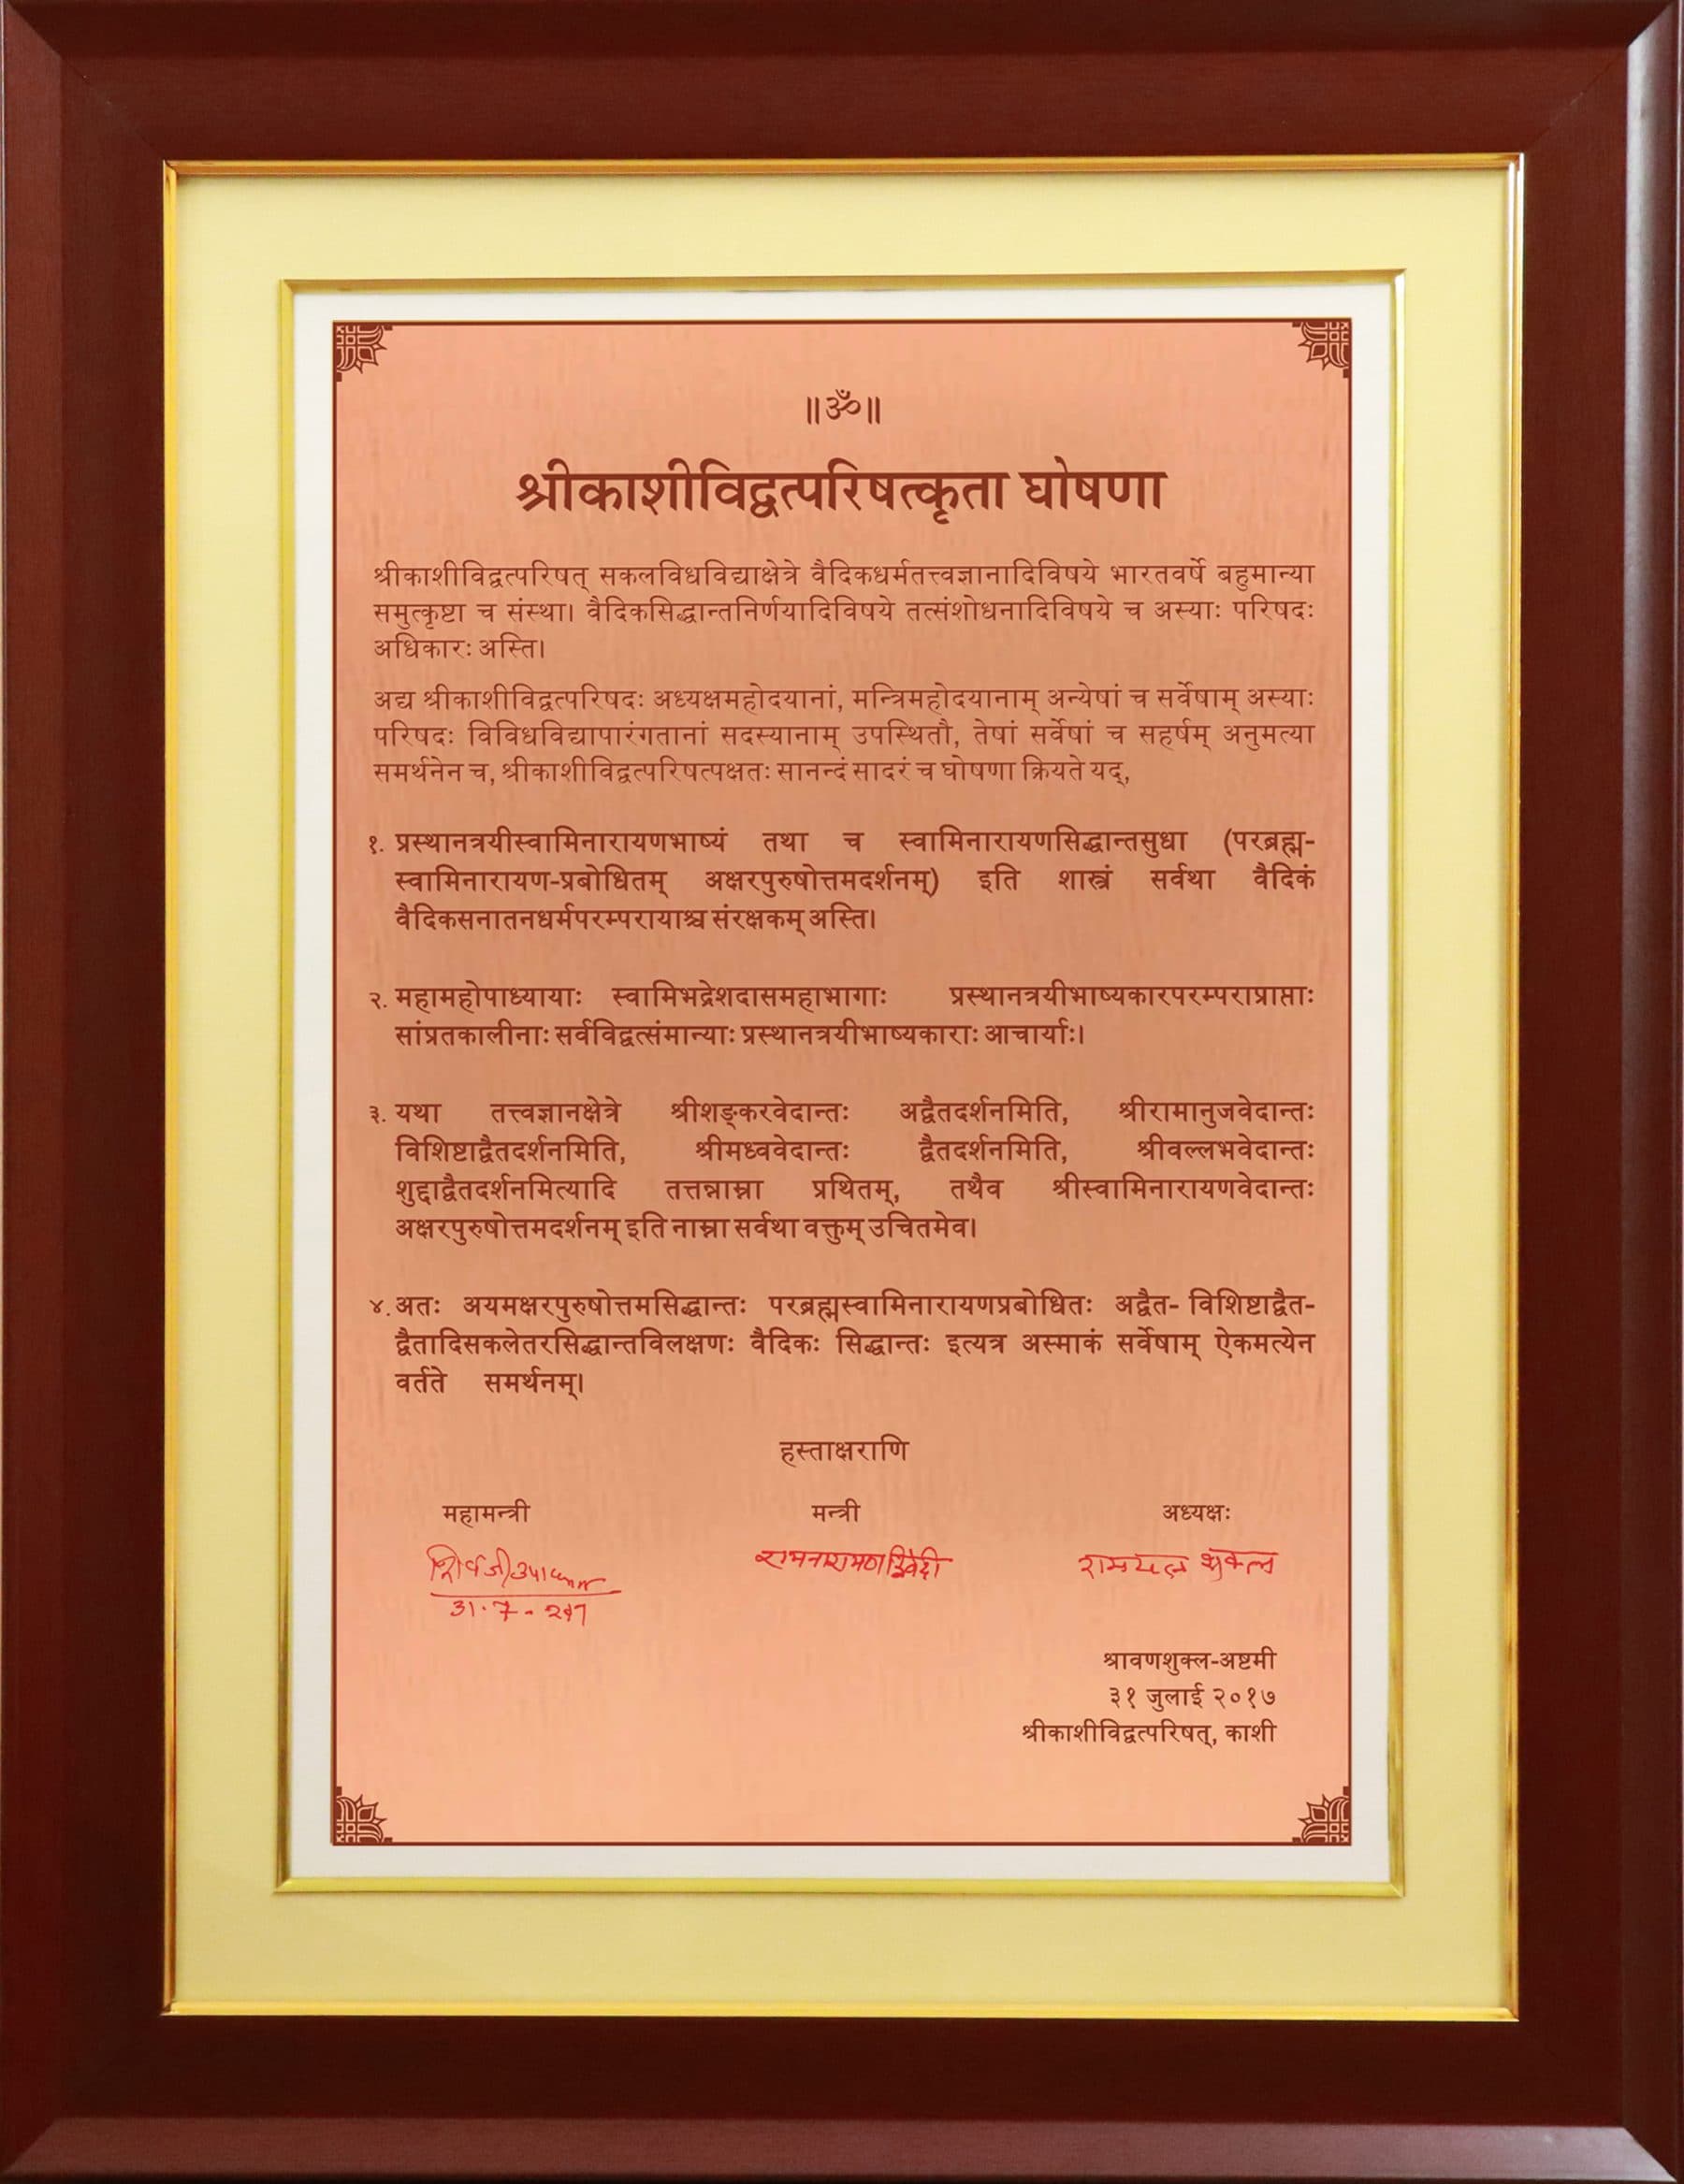 ॥ॐ॥
श्रीकाशीविद्वत्परिषत्कृता घोषणा
श्रीकाशीविद्वत्परिषत् सकलविधविद्याक्षेत्रे वैदिकधर्मतत्त्वज्ञानादिविषये भारतवर्षे बहुमान्या
समुत्कृष्टा च संस्था। वैदिकसिद्धान्तनिर्णयादिविषये तत्संशोधनादिविषये च अस्याः परिषदः
अधिकारः अस्ति।
अद्य श्रीकाशीविद्वत्परिषदः अध्यक्षमहोदयानां, मन्त्रिमहोदयानाम् अन्येषां च सर्वेषाम् अस्याः
परिषदः विविधविद्यापारंगतानां सदस्यानाम् उपस्थितौ, तेषां सर्वेषां च सहर्षम् अनुमत्या
समर्थनेन च, श्रीकाशीविद्वत्परिषत्पक्षतः सानन्दं सादरं च घोषणा क्रियते यद्,
१. प्रस्थानत्रयीस्वामिनारायणभाष्यं तथा च स्वामिनारायणसिद्धान्तसुधा (परब्रह्म-
स्वामिनारायण-प्रबोधितम् अक्षरपुरुषोत्तमदर्शनम्) इति शास्त्रं सर्वथा वैदिकं
वैदिकसनातनधर्मपरम्परायाश्च संरक्षकम् अस्ति।
२. महामहोपाध्यायाः स्वामिभद्रेशदासमहाभागाः प्रस्थानत्रयीभाष्यकारपरम्पराप्राप्ताः
सांप्रतकालीनाः सर्वविद्वत्संमान्याः प्रस्थानत्रयीभाष्यकाराः आचार्याः।
३. यथा तत्त्वज्ञानक्षेत्रे श्रीशङ्करवेदान्तः अद्वैतदर्शनमिति, श्रीरामानुजवेदान्तः
विशिष्टाद्वैतदर्शनमिति, श्रीमध्ववेदान्तः द्वैतदर्शनमिति, श्रीवल्लभवेदान्तः
शुद्दाद्वैतदर्शनमित्यादि तत्तन्नाम्ना प्रथितम्, तथैव श्रीस्वामिनारायणवेदान्तः
अक्षरपुरुषोत्तमदर्शनम् इति नाम्ना सर्वथा वक्तुम् उचितमेव।
४. अतः अयमक्षरपुरुषोत्तमसिद्धान्तः परब्रह्मस्वामिनारायणप्रबोधितः अद्वैत- विशिष्टाद्वैत-
द्वैतादिसकलेतरसिद्धान्तविलक्षणः वैदिकः सिद्धान्तः इत्यत्र अस्माकं सर्वेषाम् ऐकमत्येन
वर्तते समर्थनम्।
हस्ताक्षराणि
महामन्त्री मन्त्री अध्यक्षः
शिवजी उपाध्याय रामनारायण द्विवेदी रामयत्न शुक्ल
31.7-2017
श्रावणशुक्ल-अष्टमी
३१ जुलाई २०१७
श्रीकाशीविद्वत्परिषत्, काशी